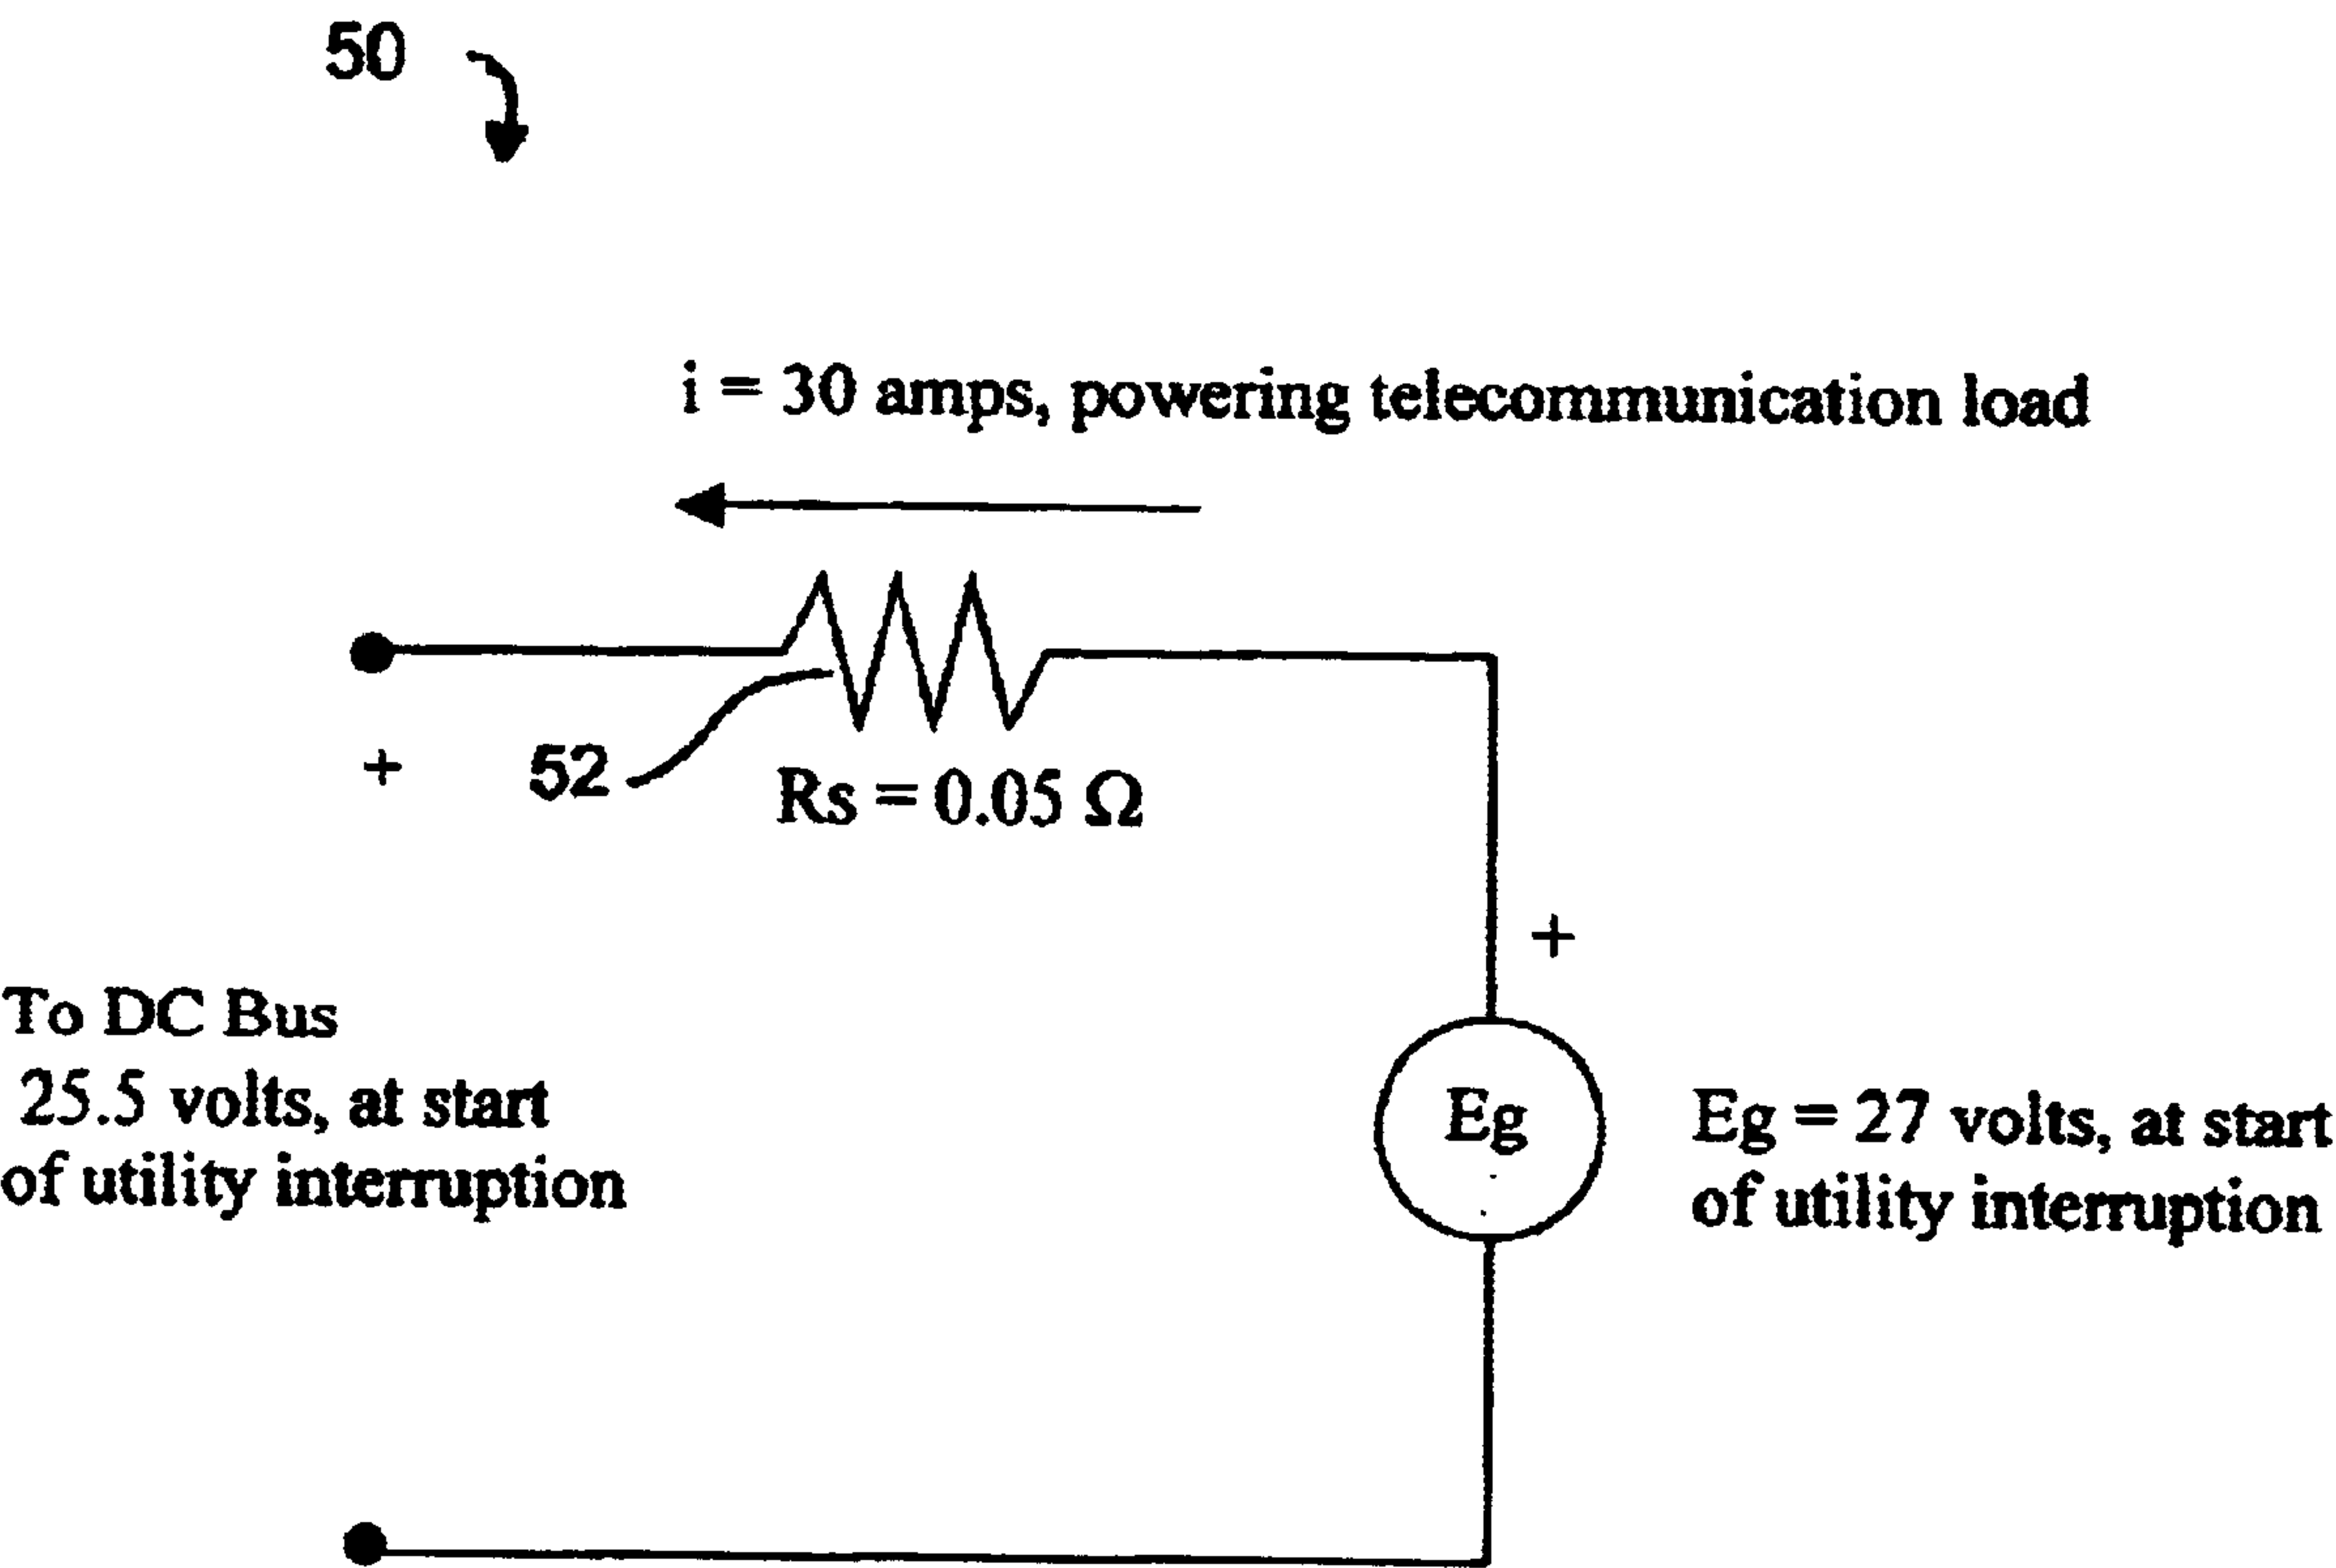 50
i = 30 amps, powering telecommunication load
+
52
Rs = 0.05 Ω
+
To DC Bus
25.5 volts, at start
of utility interruption
Eg
Eg = 27 volts, at start
of utility interruption